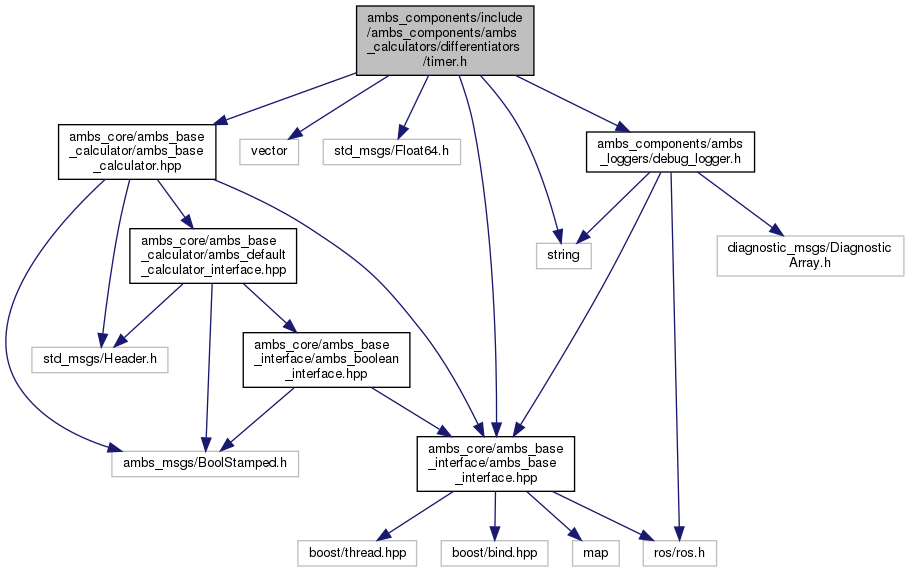 ambs_components/include
/ambs_components/ambs
_calculators/differentiators
/timer.h
ambs_core/ambs_base
_calculator/ambs_base
_calculator.hpp
vector
std_msgs/Float64.h
ambs_components/ambs
_loggers/debug_logger.h
ambs_core/ambs_base
_calculator/ambs_default
_calculator_interface.hpp
string
diagnostic_msgs/Diagnostic
Array.h
std_msgs/Header.h
ambs_core/ambs_base
_interface/ambs_boolean
_interface.hpp
ambs_msgs/BoolStamped.h
ambs_core/ambs_base
_interface/ambs_base
_interface.hpp
boost/thread.hpp
boost/bind.hpp
map
ros/ros.h